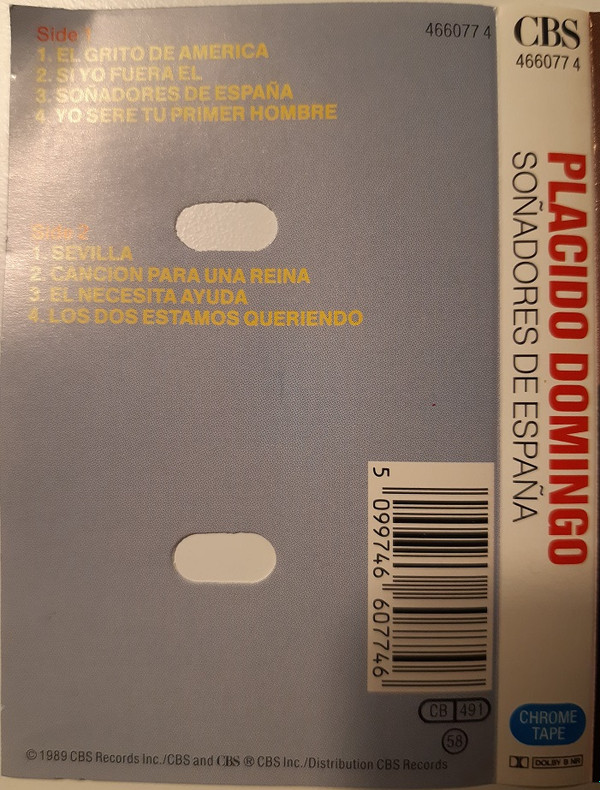 Side 1
1. EL GRITO DE AMERICA
2. SI YO FUERA EL
3. SOÑADORES DE ESPAÑA
4. YO SERE TU PRIMER HOMBRE
Side 2
1. SEVILLA
2. CANCION PARA UNA REINA
3. EL NECESITA AYUDA
4. LOS DOS ESTAMOS QUERIENDO
466077 4
5 099746 607746
CB 491
58
© 1989 CBS Records Inc./CBS and CBS ® CBS Inc./Distribution CBS Records
CBS
466077 4
PLACIDO DOMINGO
SOÑADORES DE ESPAÑA
CHROME
TAPE
DOLBY B NR